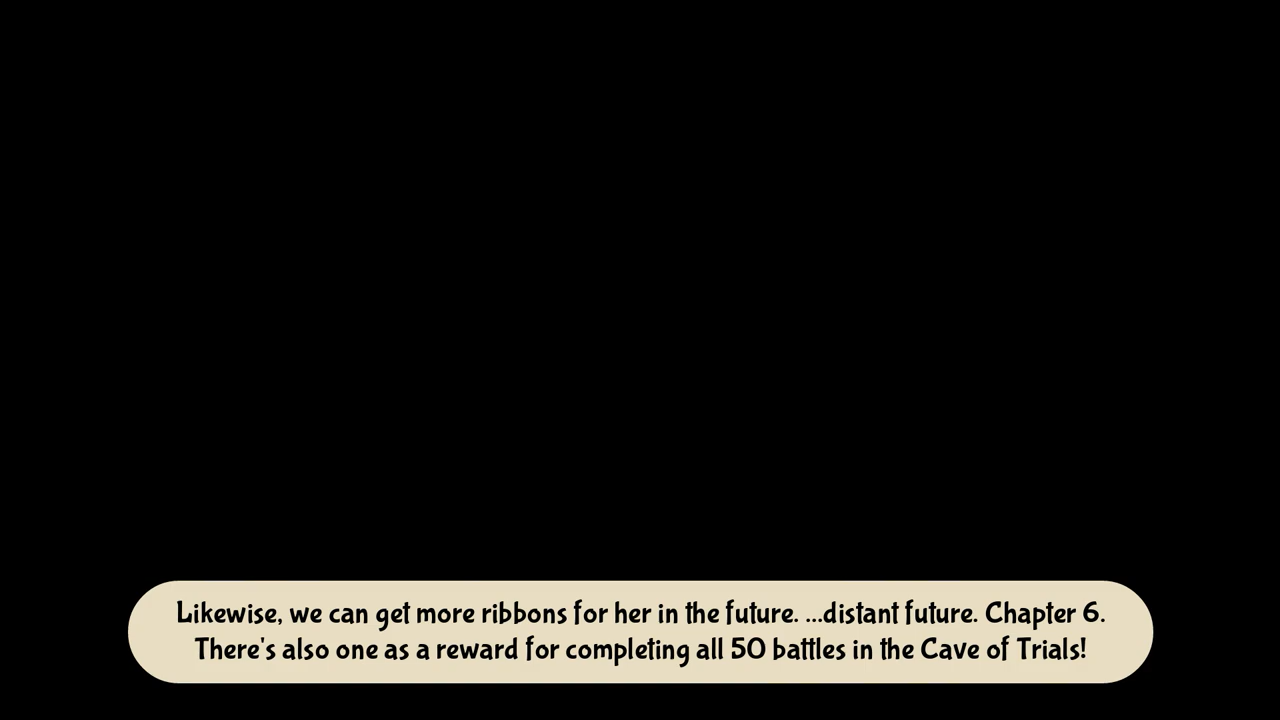 Likewise, we can get more ribbons for her in the future. ...distant future. Chapter 6.
There's also one as a reward for completing all 50 battles in the Cave of Trials!